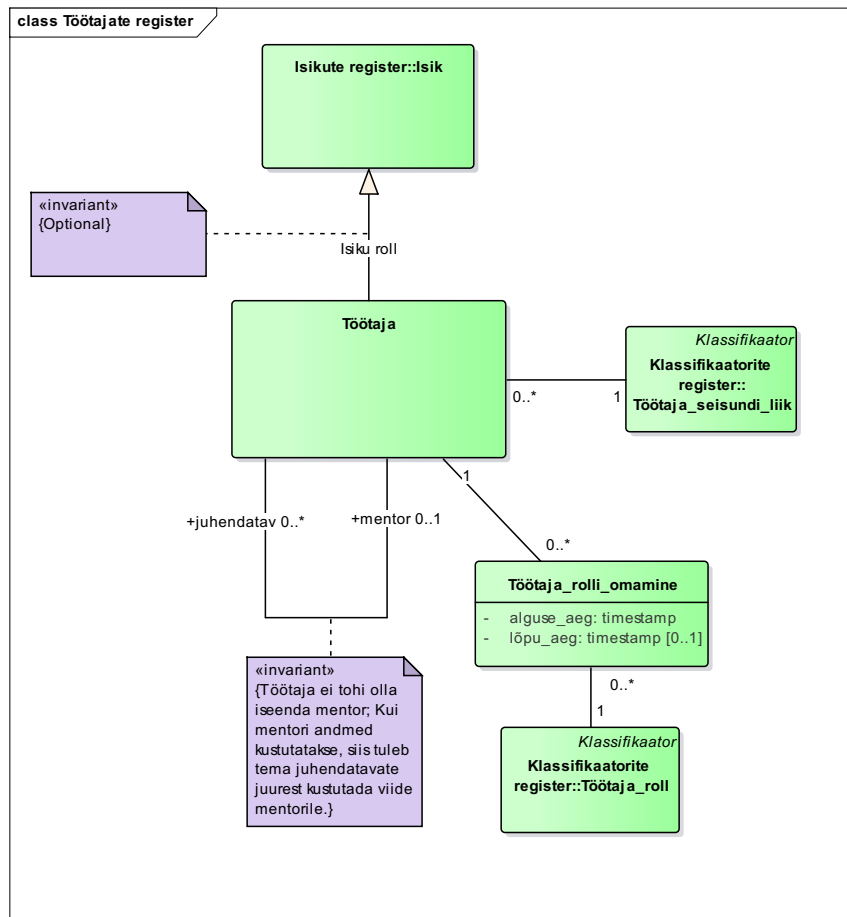 class Töötajate register
Isikute register::Isik
«invariant»
{Optional}
Isiku roll
Töötaja
Klassifikaator
Klassifikaatorite
register::
Töötaja_seisundi_liik
0..*
1
+juhendatav 0..*
+mentor 0..1
1
0..*
Töötaja_rolli_omamine
- alguse_aeg: timestamp
- lõpu_aeg: timestamp [0..1]
«invariant»
{Töötaja ei tohi olla
iseenda mentor; Kui
mentori andmed
kustutatakse, siis tuleb
tema juhendatavate
juurest kustutada viide
mentorile.}
0..*
1
Klassifikaator
Klassifikaatorite
register::Töötaja_roll